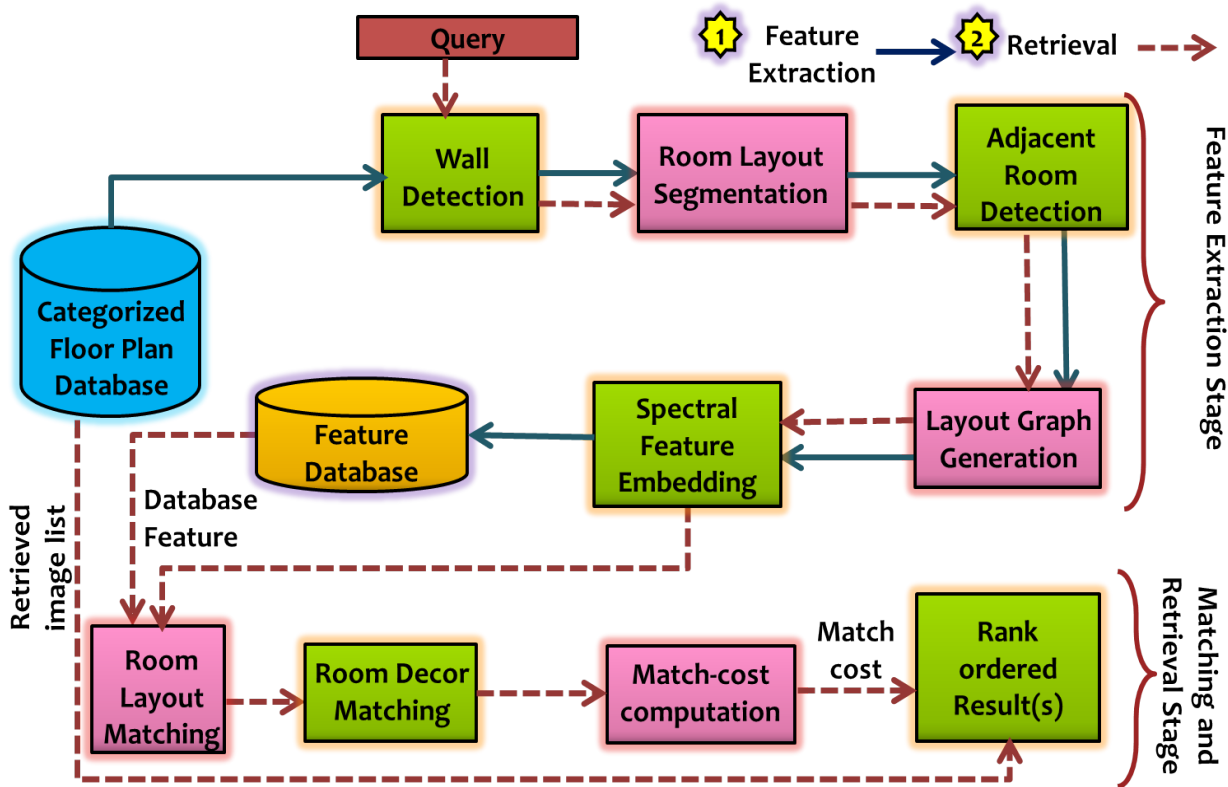 Query
1
Feature
Extraction
2
Retrieval
Wall
Detection
Room Layout
Segmentation
Adjacent
Room
Detection
Feature Extraction Stage
Categorized
Floor Plan
Database
Feature
Database
Spectral
Feature
Embedding
Layout Graph
Generation
Database
Feature
Retrieved
image list
Room
Layout
Matching
Room Decor
Matching
Match-cost
computation
Match
cost
Rank
ordered
Result(s)
Matching and
Retrieval Stage